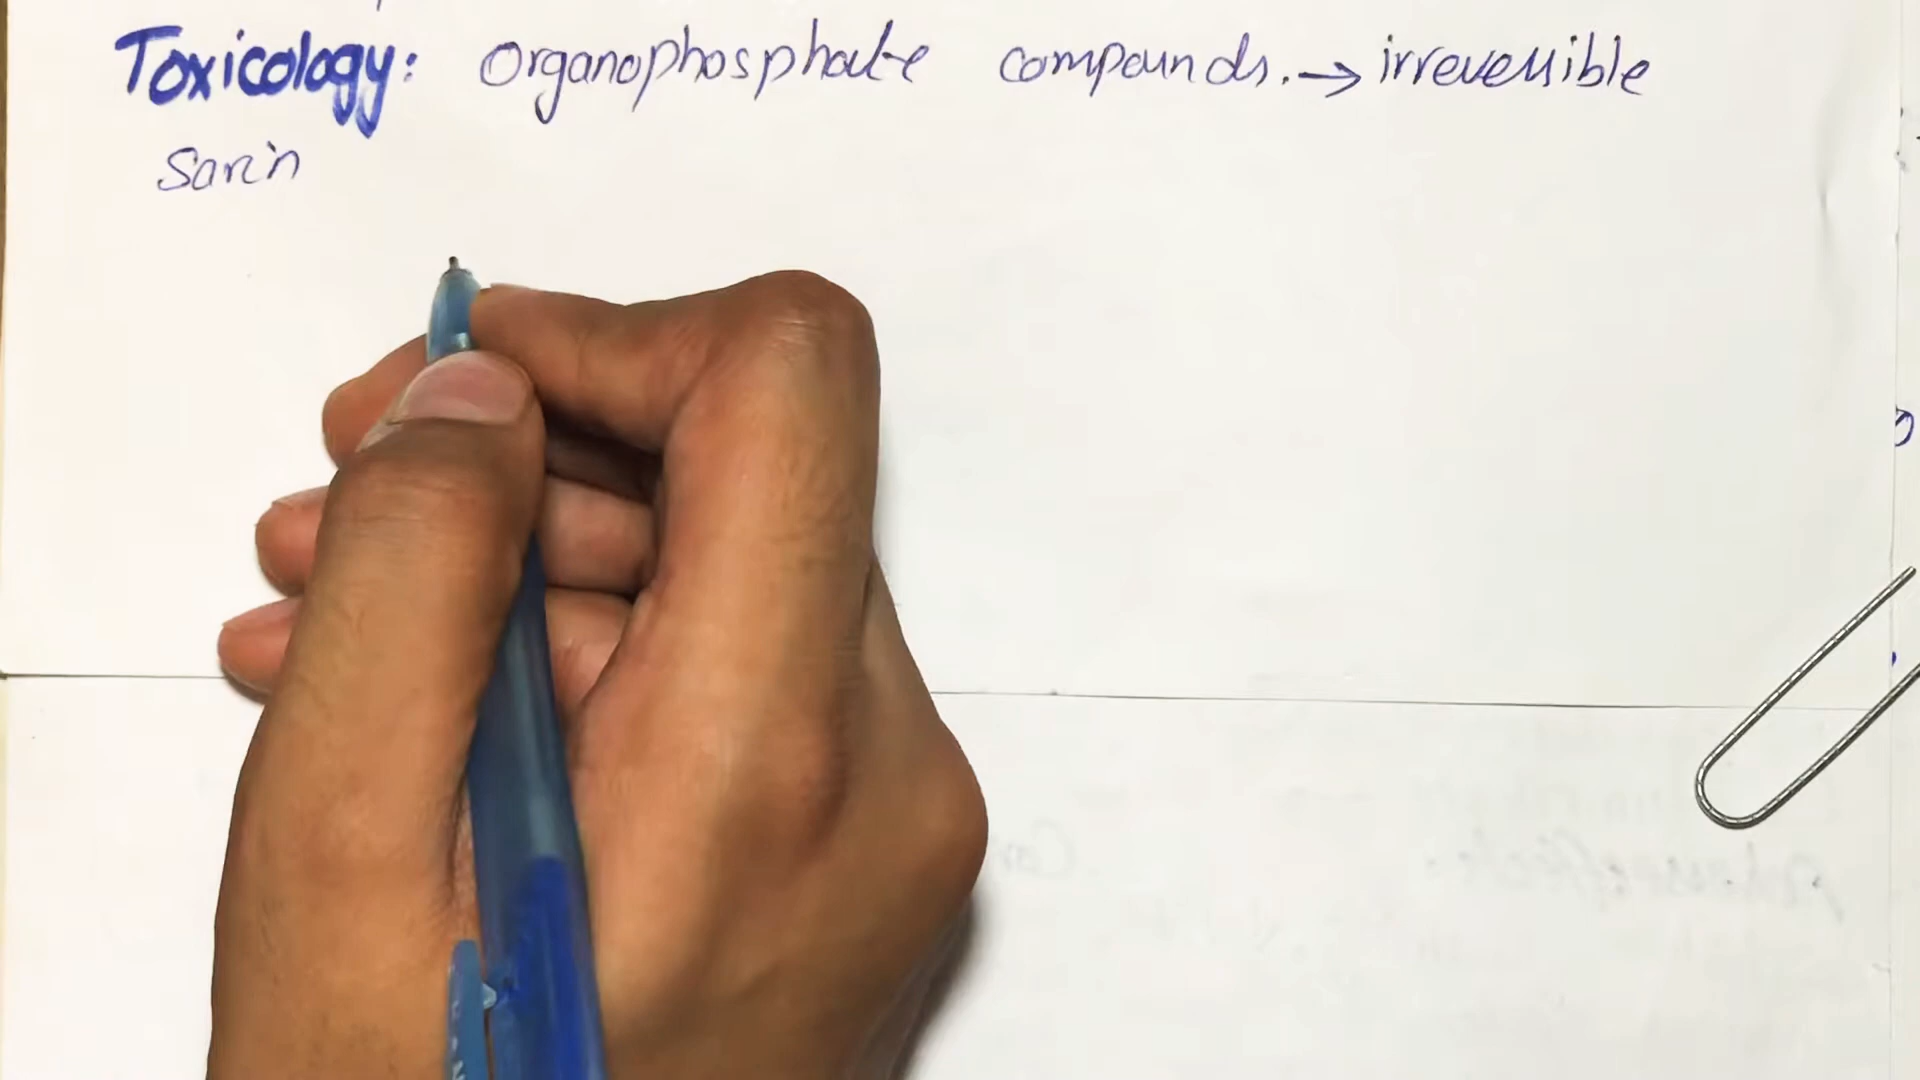 Toxicology: Organophosphate compounds. → irreversible
Sarin